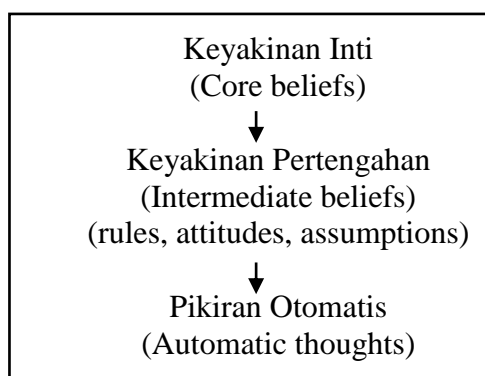 Keyakinan Inti
(Core beliefs)
Keyakinan Pertengahan
(Intermediate beliefs)
(rules, attitudes, assumptions)
Pikiran Otomatis
(Automatic thoughts)